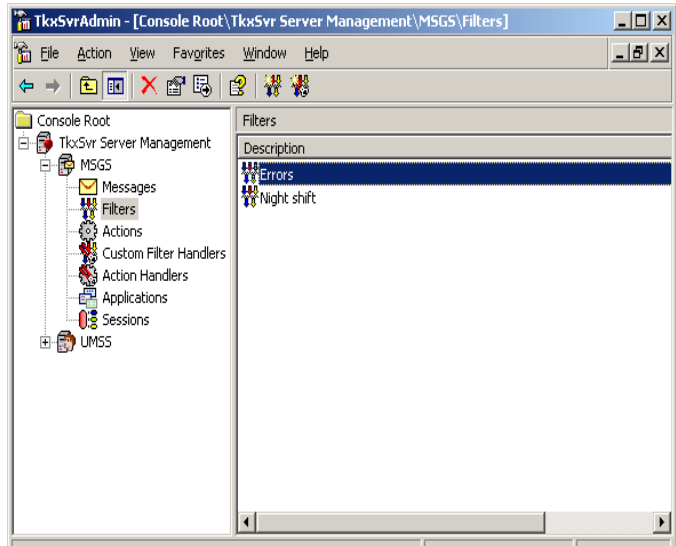 TkxSvrAdmin - [Console Root\TkxSvr Server Management\MSGS\Filters]
File Action View Favorites Window Help
Console Root
TkxSvr Server Management
MSGS
Messages
Filters
Actions
Custom Filter Handlers
Action Handlers
Applications
Sessions
UMSS
Filters
Description
Errors
Night shift